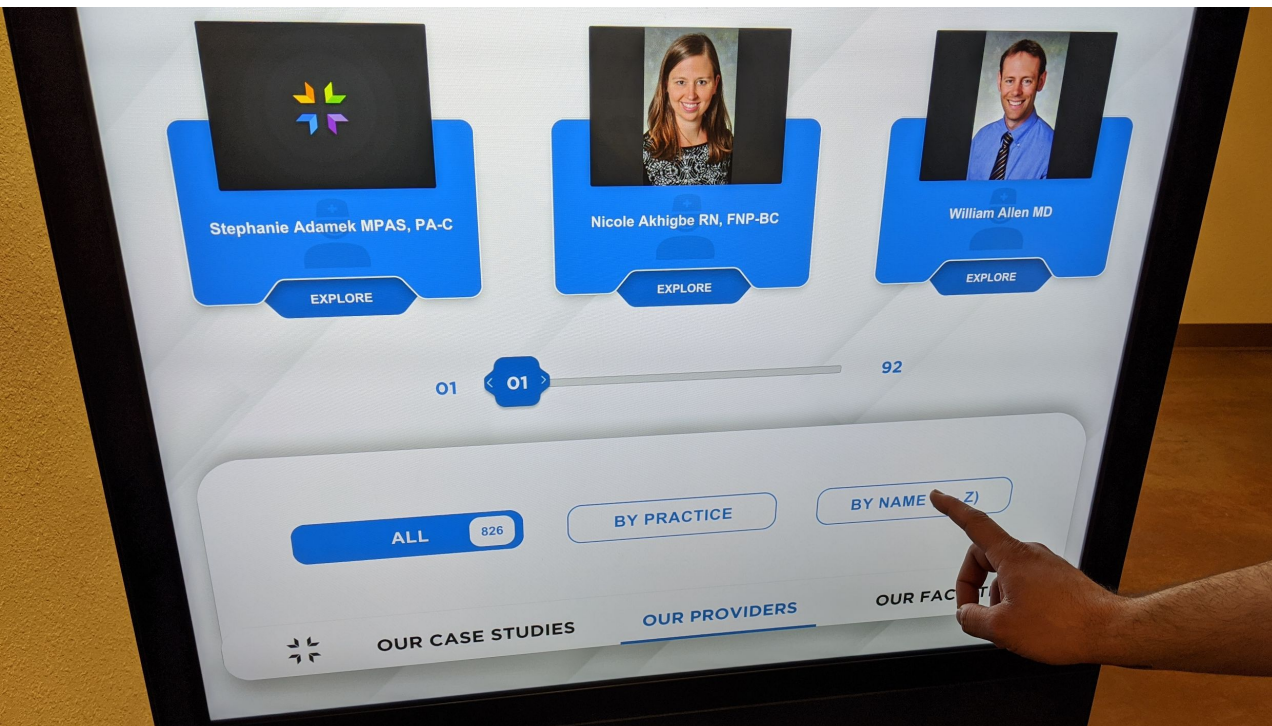 Stephanie Adamek MPAS, PA-C
EXPLORE
Nicole Akhigbe RN, FNP-BC
EXPLORE
William Allen MD
EXPLORE
01
< 01 >
92
ALL 826
BY PRACTICE
BY NAME Z)
OUR CASE STUDIES
OUR PROVIDERS
OUR